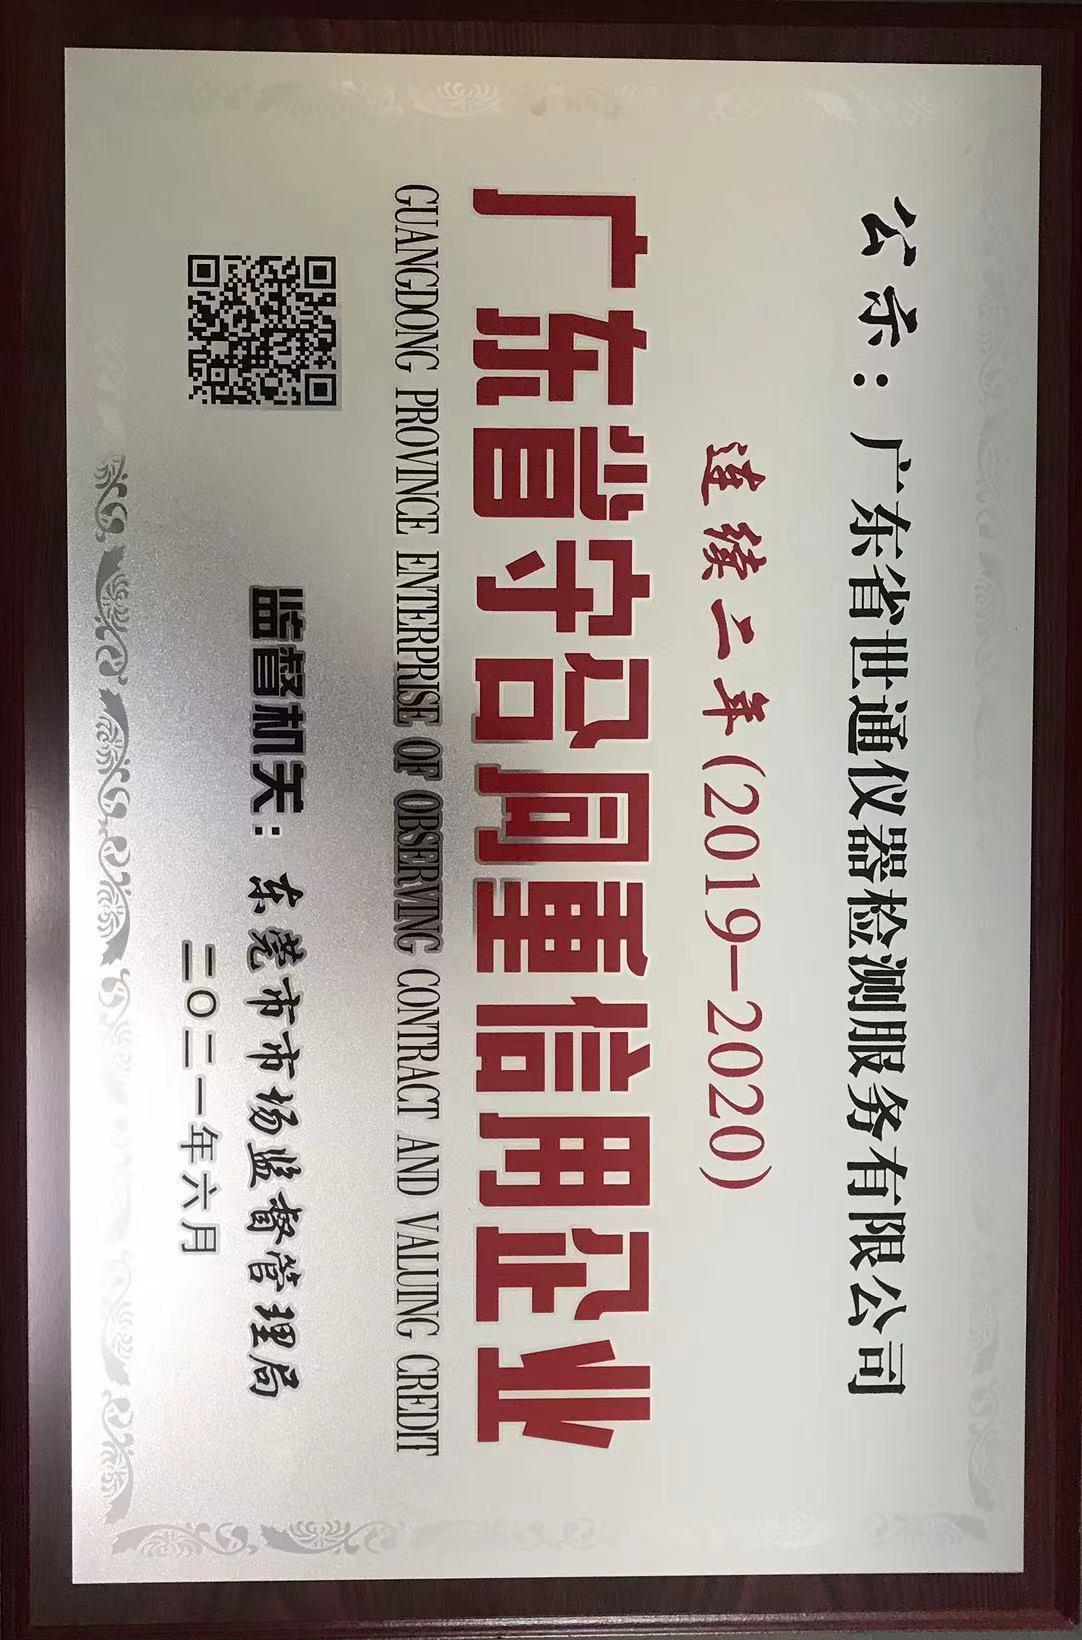 公示：广东省世通仪器检测服务有限公司
连续二年(2019-2020)
广东省守合同重信用企业
GUANGDONG PROVINCE ENTERPRISE OF OBSERVING CONTRACT AND VALUING CREDIT
监督机关：东莞市市场监督管理局
二〇二一年六月